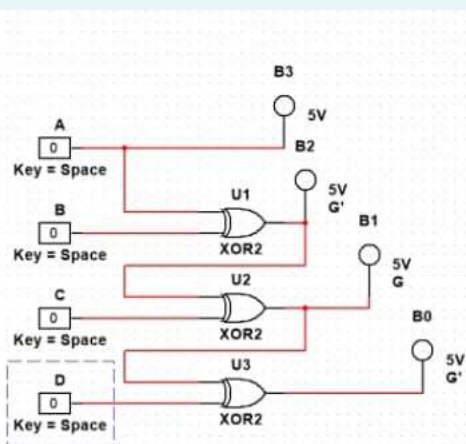 B3
5V
A
0
Key = Space
B2
5V
G'
U1
XOR2
B
0
Key = Space
B1
5V
G
U2
XOR2
C
0
Key = Space
B0
5V
G'
U3
XOR2
D
0
Key = Space